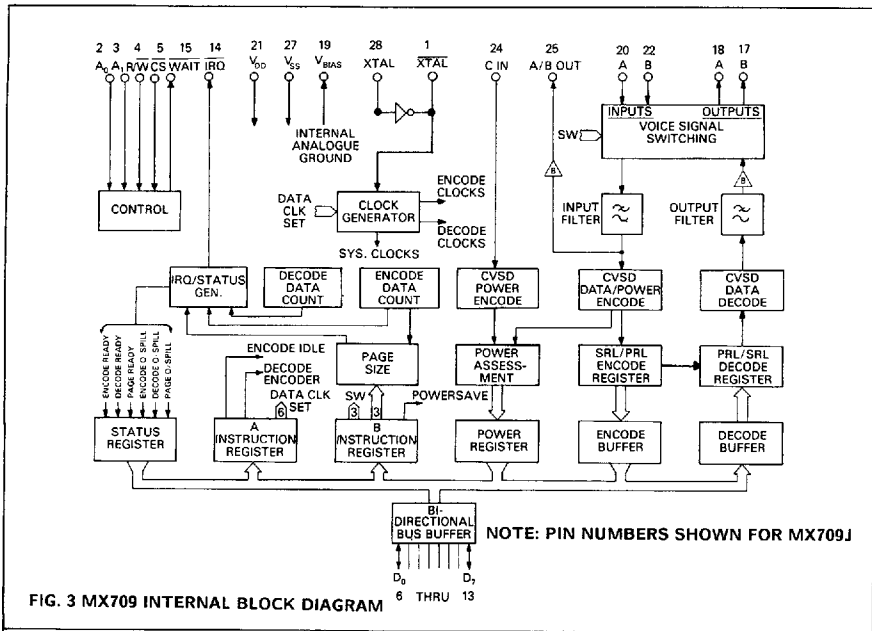 2 3 4 5 15 14 21 27 19 28 1 24 25 20 22 18 17
A₀ A₁ R/W CS WAIT IRQ V_DD V_SS V_BIAS XTAL XTAL C IN A/B OUT A B A B
INPUTS OUTPUTS
VOICE SIGNAL
SWITCHING
SW
INTERNAL
ANALOGUE
GROUND
CONTROL
DATA
CLK
SET
CLOCK
GENERATOR
ENCODE
CLOCKS
DECODE
CLOCKS
SYS. CLOCKS
B
B
INPUT
FILTER
OUTPUT
FILTER
IRQ/STATUS
GEN.
DECODE
DATA
COUNT
ENCODE
DATA
COUNT
CVSD
POWER
ENCODE
CVSD
DATA/POWER
ENCODE
CVSD
DATA
DECODE
ENCODE READY
DECODE READY
PAGE READY
ENCODE O-SPILL
DECODE O-SPILL
PAGE O-SPILL
ENCODE IDLE
DECODE
ENCODER
DATA CLK
SET
6
PAGE
SIZE
SW
3
3
POWERSAVE
POWER
ASSESS-
MENT
SRL/PRL
ENCODE
REGISTER
PRL/SRL
DECODE
REGISTER
STATUS
REGISTER
A
INSTRUCTION
REGISTER
B
INSTRUCTION
REGISTER
POWER
REGISTER
ENCODE
BUFFER
DECODE
BUFFER
BI-
DIRECTIONAL
BUS BUFFER
NOTE: PIN NUMBERS SHOWN FOR MX709J
D₀ D₇
6 THRU 13
FIG. 3 MX709 INTERNAL BLOCK DIAGRAM